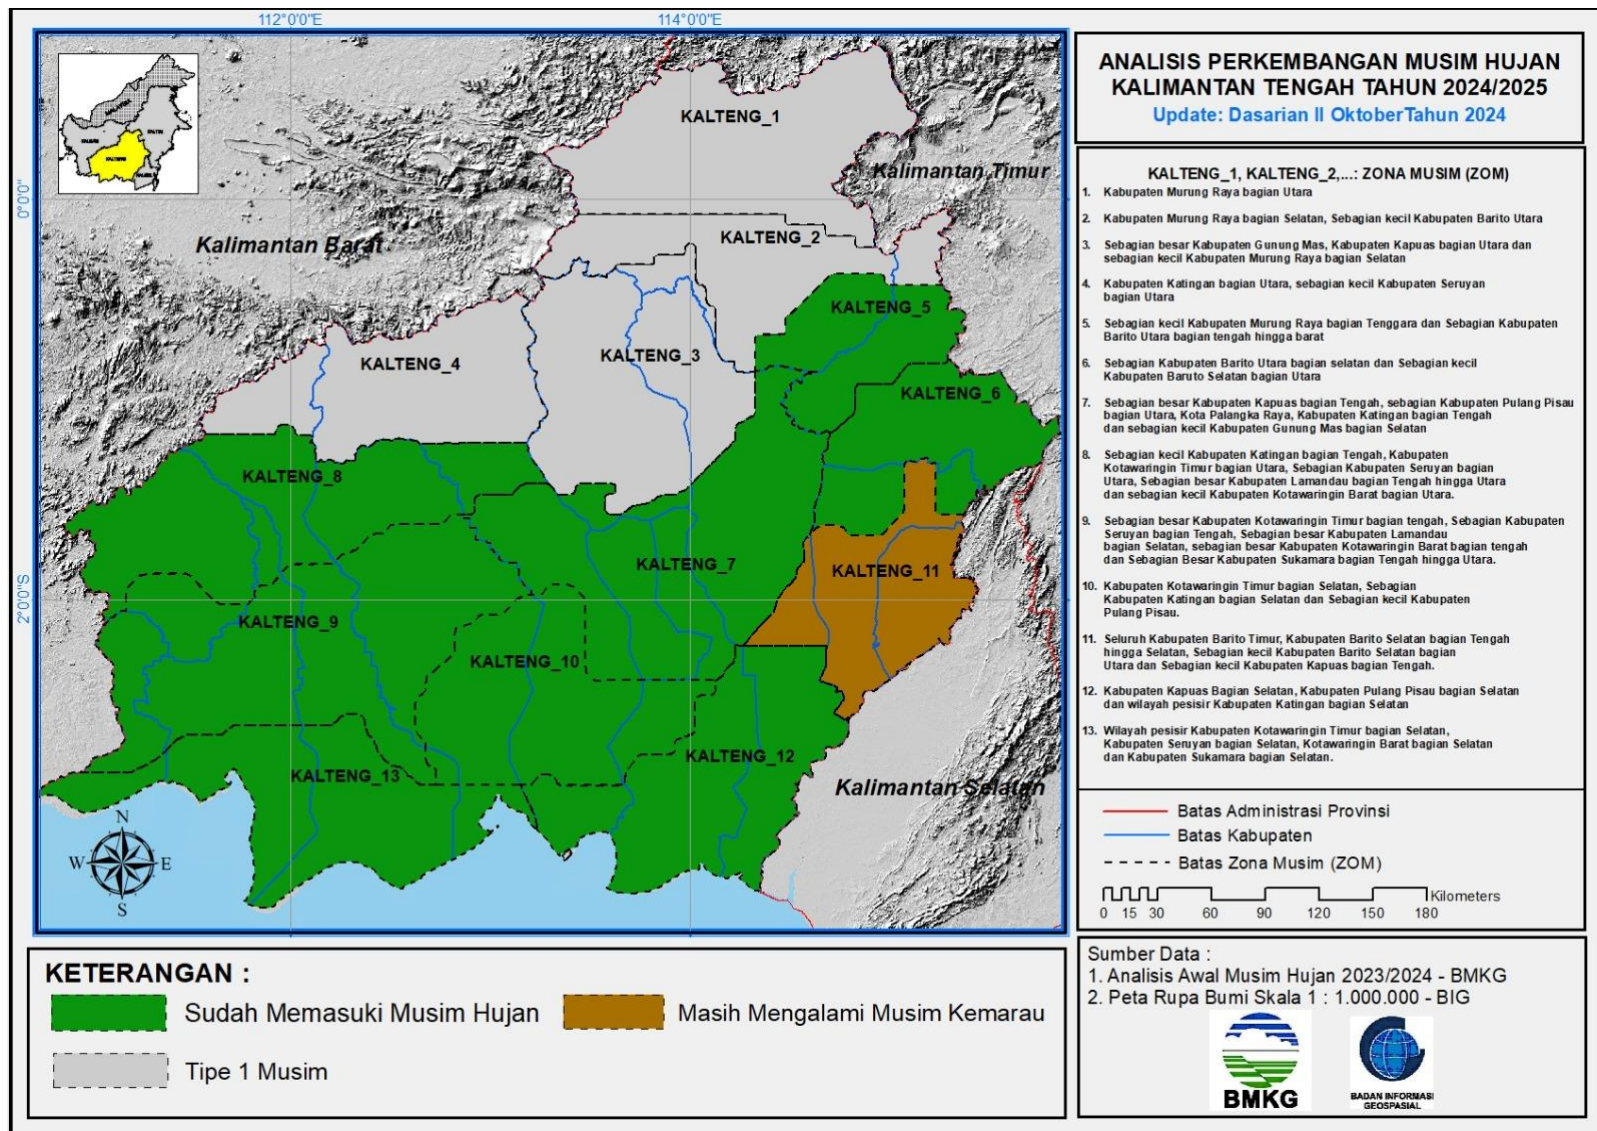 112°0'0"E
114°0'0"E
0°0'0"
2°0'0"S
KALTENG_1
Kalimantan Timur
Kalimantan Barat
KALTENG_2
KALTENG_5
KALTENG_3
KALTENG_4
KALTENG_6
KALTENG_8
KALTENG_7
KALTENG_11
KALTENG_9
KALTENG_10
KALTENG_12
KALTENG_13
Kalimantan Selatan
N
W
E
S
ANALISIS PERKEMBANGAN MUSIM HUJAN
KALIMANTAN TENGAH TAHUN 2024/2025
Update: Dasarian II OktoberTahun 2024
KALTENG_1, KALTENG_2,...: ZONA MUSIM (ZOM)
1. Kabupaten Murung Raya bagian Utara
2. Kabupaten Murung Raya bagian Selatan, Sebagian kecil Kabupaten Barito Utara
3. Sebagian besar Kabupaten Gunung Mas, Kabupaten Kapuas bagian Utara dan
sebagian kecil Kabupaten Murung Raya bagian Selatan
4. Kabupaten Katingan bagian Utara, sebagian kecil Kabupaten Seruyan
bagian Utara
5. Sebagian kecil Kabupaten Murung Raya bagian Tenggara dan Sebagian Kabupaten
Barito Utara bagian tengah hingga barat
6. Sebagian Kabupaten Barito Utara bagian selatan dan Sebagian kecil
Kabupaten Baruto Selatan bagian Utara
7. Sebagian besar Kabupaten Kapuas bagian Tengah, sebagian Kabupaten Pulang Pisau
bagian Utara, Kota Palangka Raya, Kabupaten Katingan bagian Tengah
dan sebagian kecil Kabupaten Gunung Mas bagian Selatan
8. Sebagian kecil Kabupaten Katingan bagian Tengah, Kabupaten
Kotawaringin Timur bagian Utara, Sebagian Kabupaten Seruyan bagian
Utara, Sebagian besar Kabupaten Lamandau bagian Tengah hingga Utara
dan sebagian kecil Kabupaten Kotawaringin Barat bagian Utara.
9. Sebagian besar Kabupaten Kotawaringin Timur bagian tengah, Sebagian Kabupaten
Seruyan bagian Tengah, Sebagian besar Kabupaten Lamandau
bagian Selatan, sebagian besar Kabupaten Kotawaringin Barat bagian tengah
dan Sebagian Besar Kabupaten Sukamara bagian Tengah hingga Utara.
10. Kabupaten Kotawaringin Timur bagian Selatan, Sebagian
Kabupaten Katingan bagian Selatan dan Sebagian kecil Kabupaten
Pulang Pisau.
11. Seluruh Kabupaten Barito Timur, Kabupaten Barito Selatan bagian Tengah
hingga Selatan, Sebagian kecil Kabupaten Barito Selatan bagian
Utara dan Sebagian kecil Kabupaten Kapuas bagian Tengah.
12. Kabupaten Kapuas Bagian Selatan, Kabupaten Pulang Pisau bagian Selatan
dan wilayah pesisir Kabupaten Katingan bagian Selatan
13. Wilayah pesisir Kabupaten Kotawaringin Timur bagian Selatan,
Kabupaten Seruyan bagian Selatan, Kotawaringin Barat bagian Selatan
dan Kabupaten Sukamara bagian Selatan.
Batas Administrasi Provinsi
Batas Kabupaten
Batas Zona Musim (ZOM)
Kilometers
0 15 30 60 90 120 150 180
KETERANGAN :
Sudah Memasuki Musim Hujan
Masih Mengalami Musim Kemarau
Tipe 1 Musim
Sumber Data :
1. Analisis Awal Musim Hujan 2023/2024 - BMKG
2. Peta Rupa Bumi Skala 1 : 1.000.000 - BIG
BMKG
BADAN INFORMASI
GEOSPASIAL